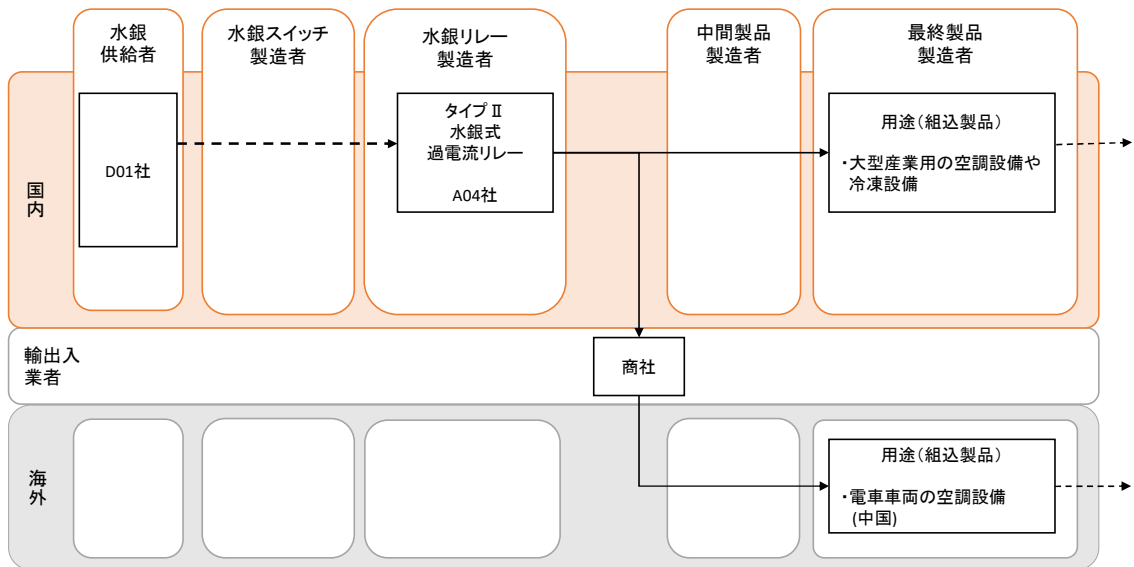 水銀
供給者
水銀スイッチ
製造者
水銀リレー
製造者
中間製品
製造者
最終製品
製造者
国内
D01社
タイプⅡ
水銀式
過電流リレー
A04社
用途(組込製品)
・大型産業用の空調設備や
冷凍設備
輸出入
業者
商社
海外
用途(組込製品)
・電車車両の空調設備
(中国)